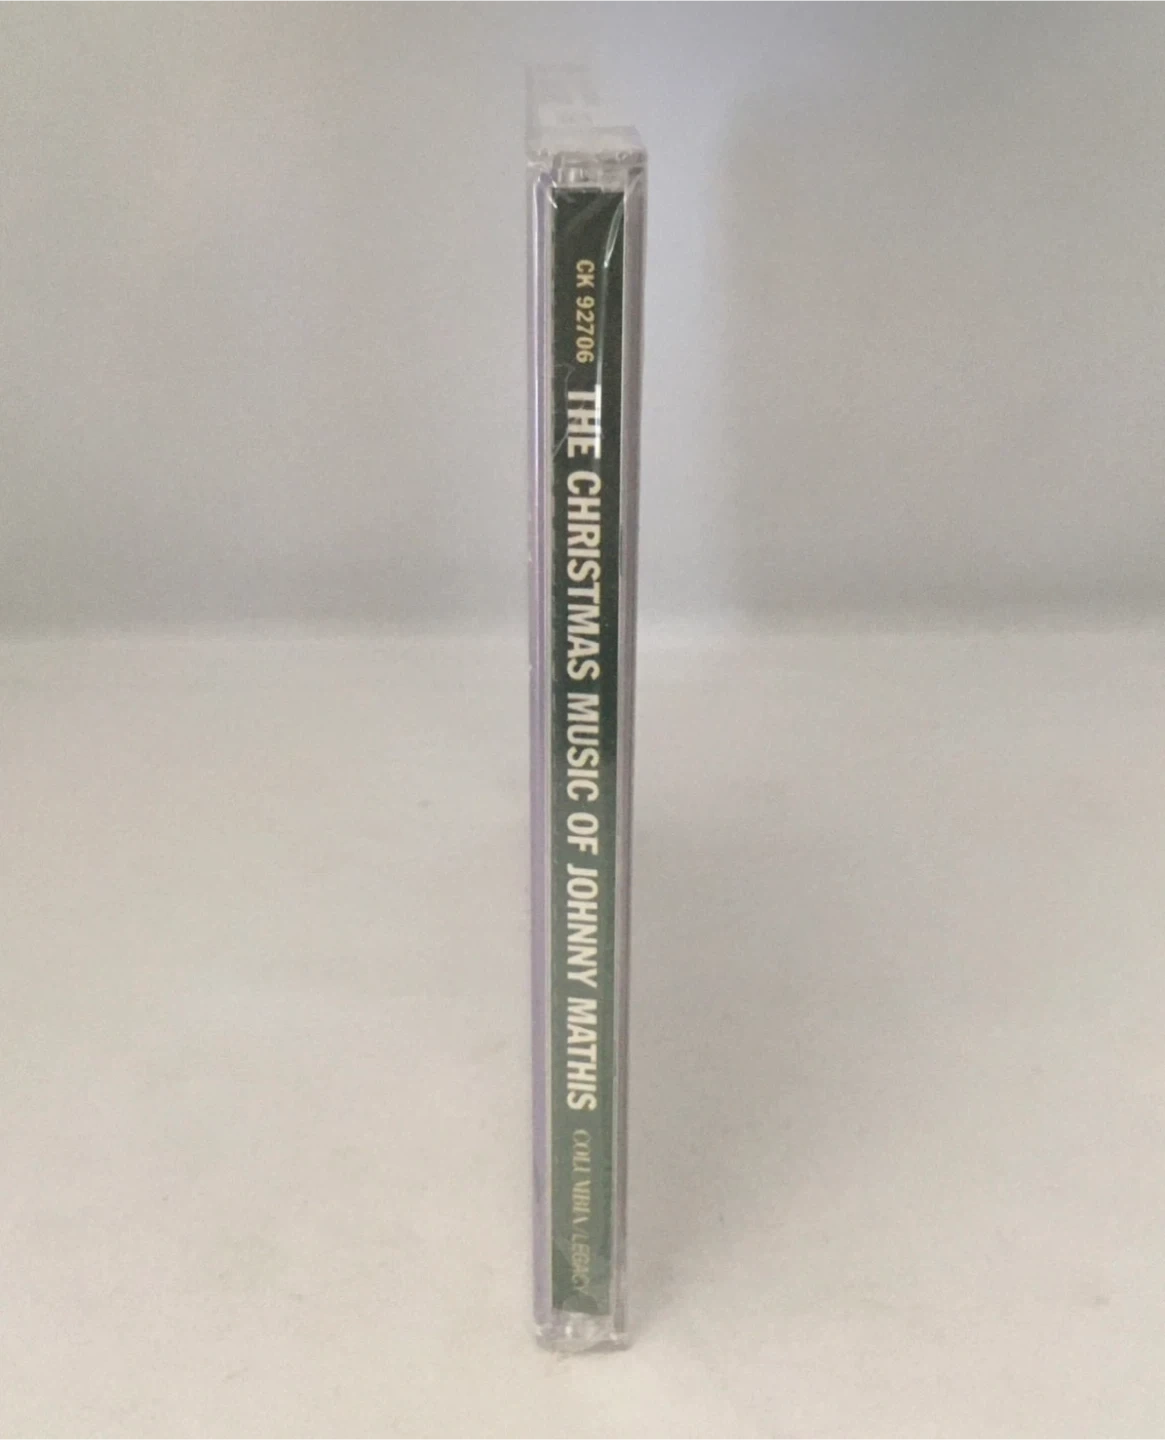 CK 92706 THE CHRISTMAS MUSIC OF JOHNNY MATHIS COLUMBIA/LEGACY